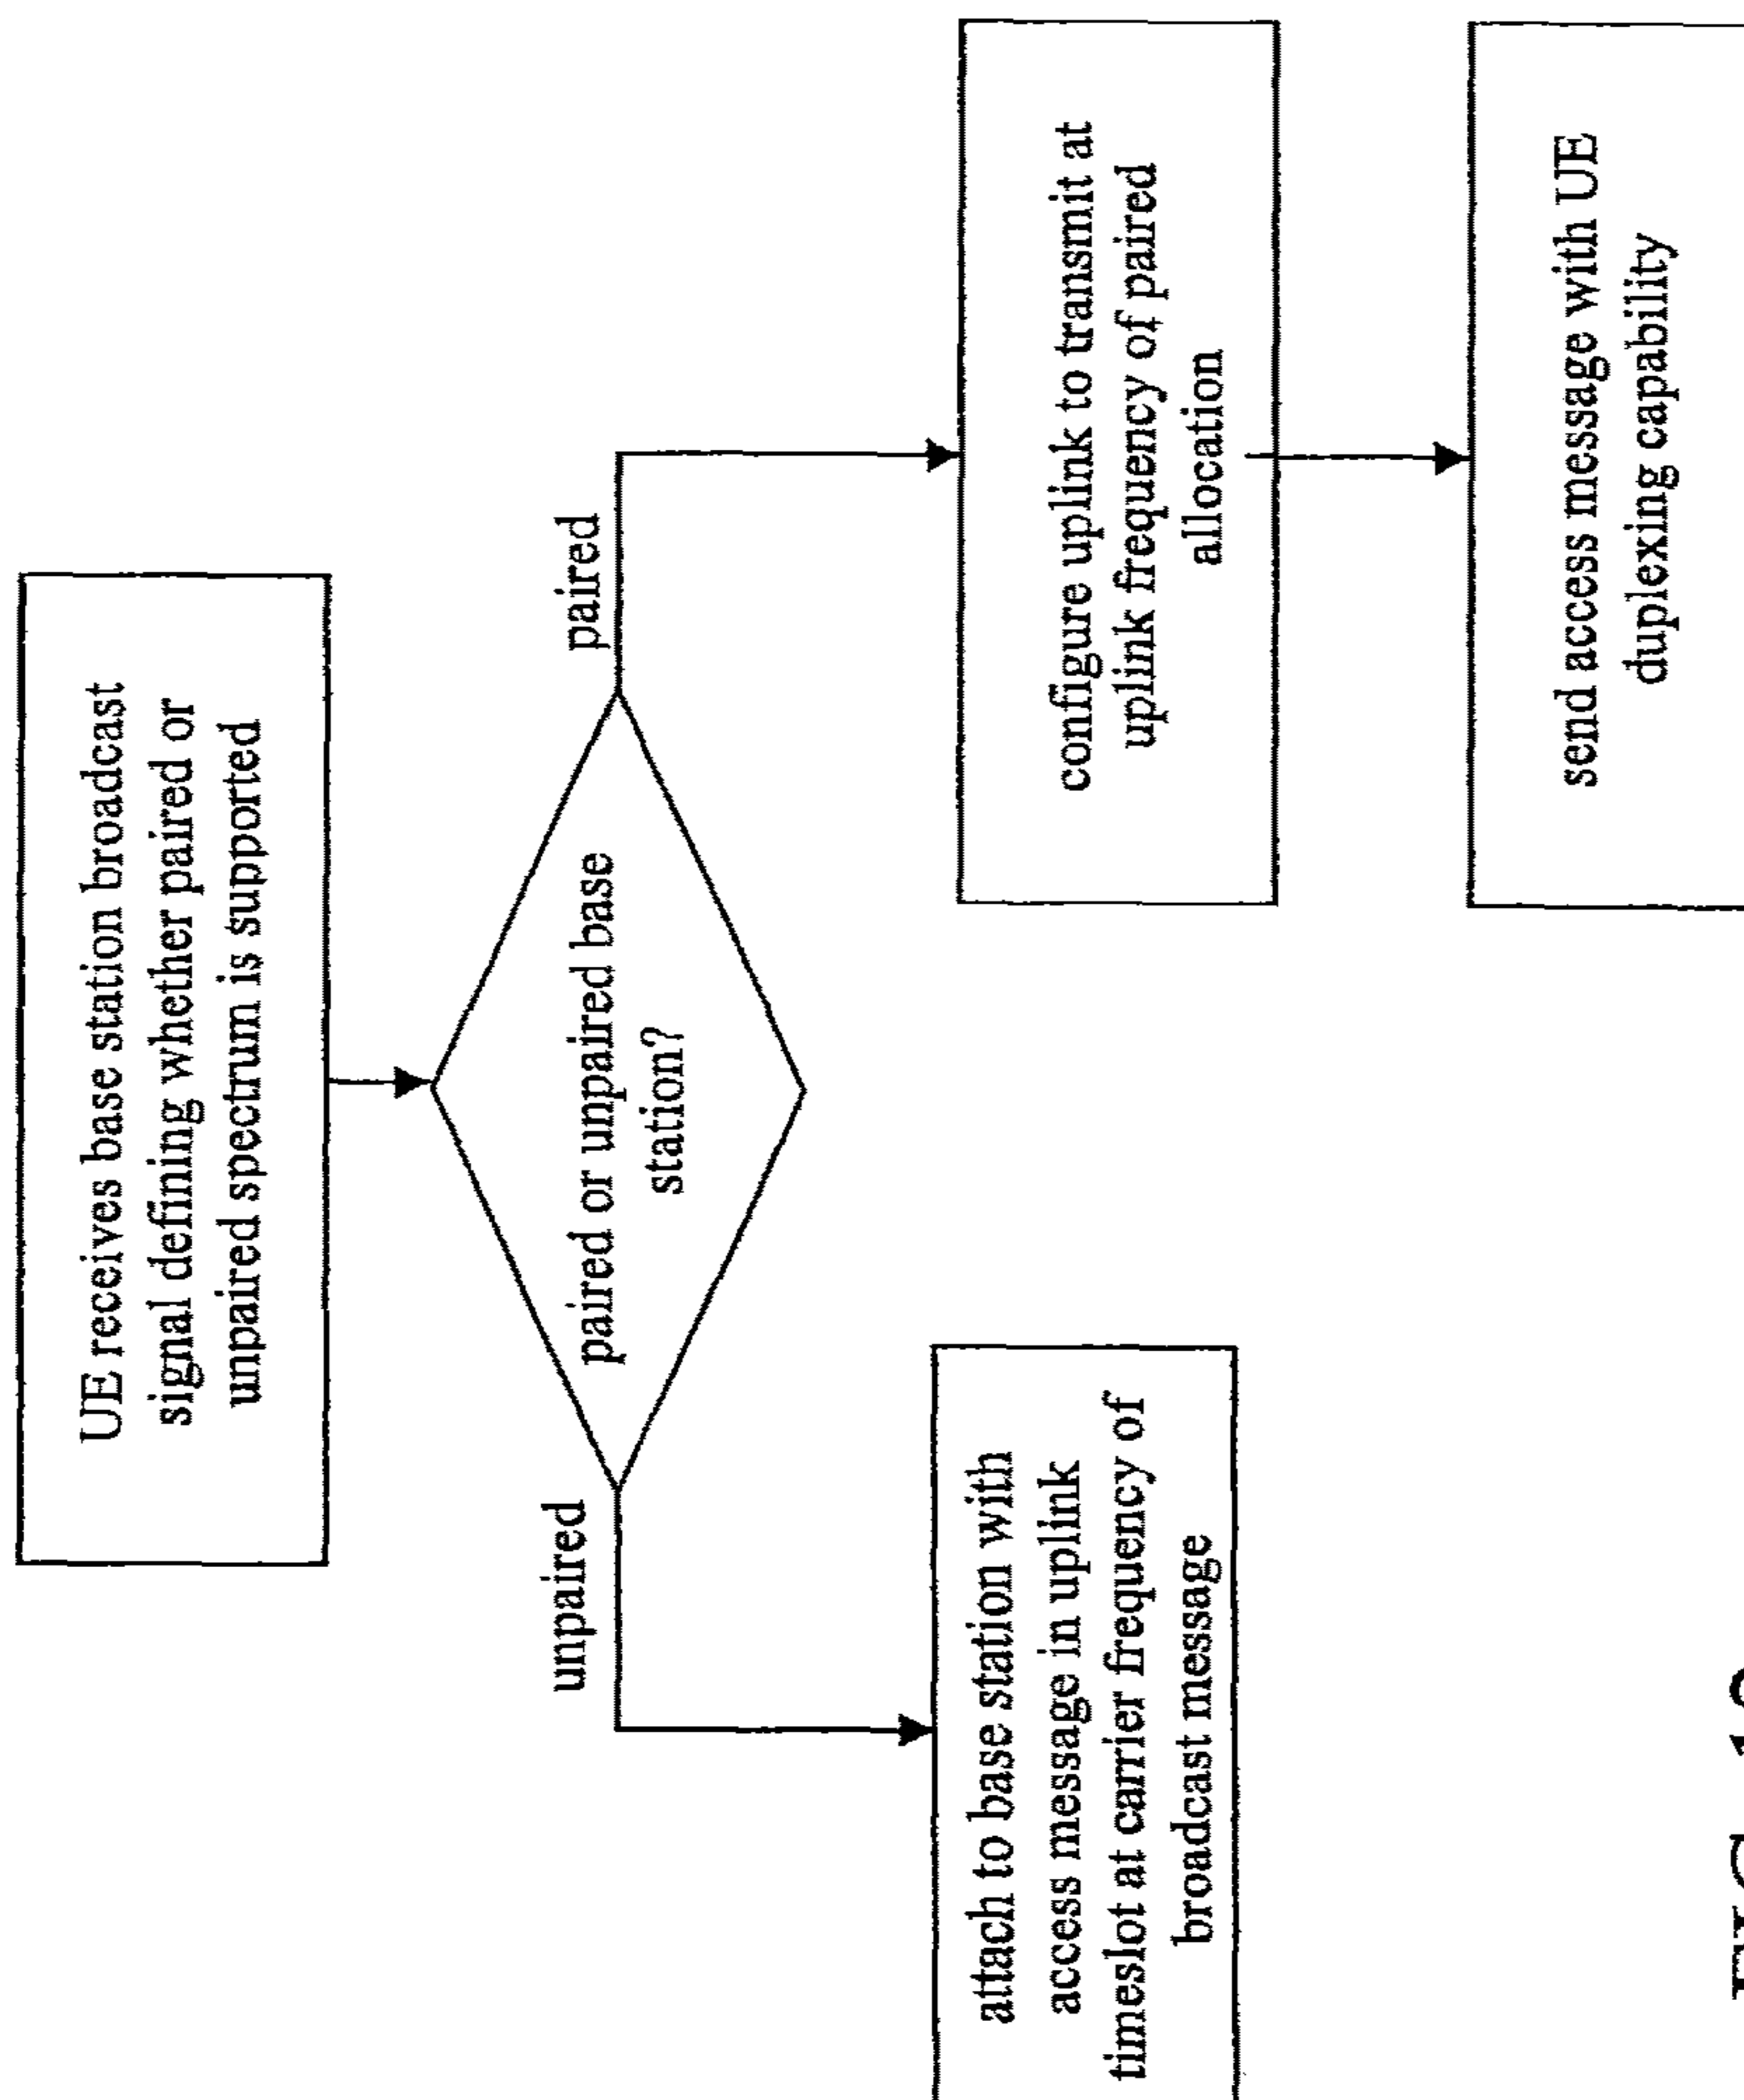 UE receives base station broadcast
signal defining whether paired or
unpaired spectrum is supported
paired or unpaired base
station?
unpaired
paired
attach to base station with
access message in uplink
timeslot at carrier frequency of
broadcast message
configure uplink to transmit at
uplink frequency of paired
allocation
send access message with UE
duplexing capability